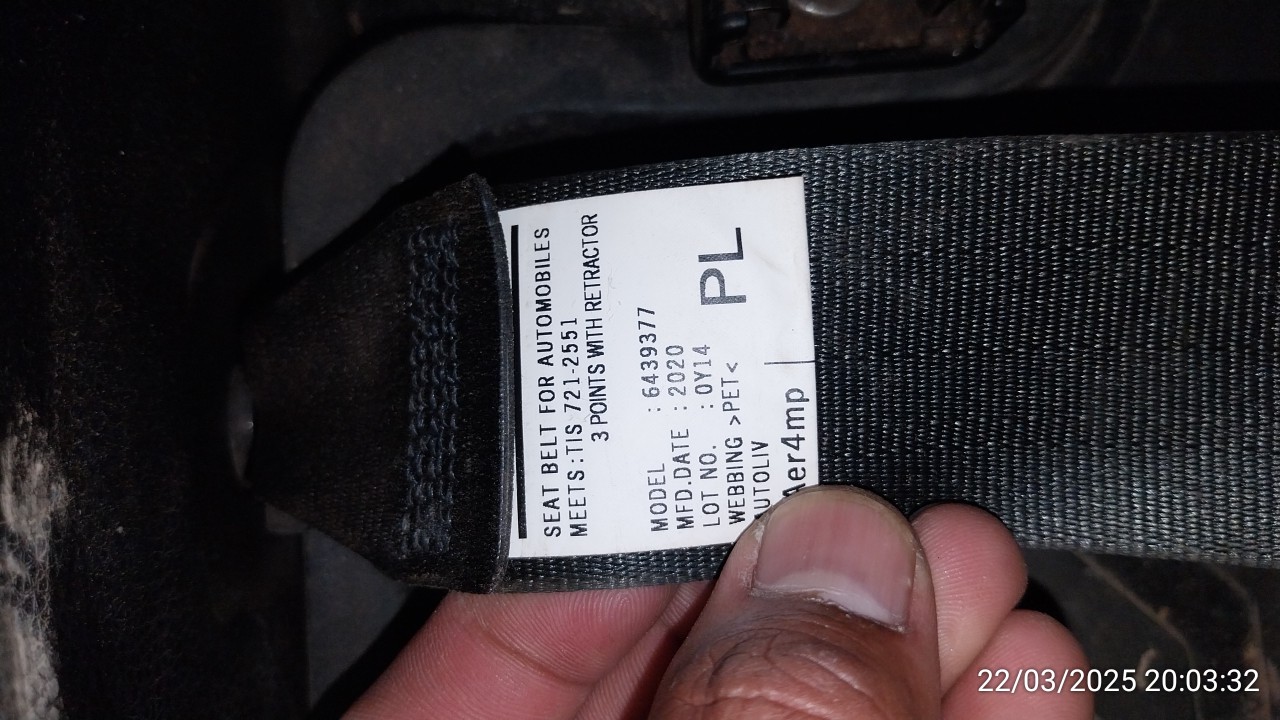 SEAT BELT FOR AUTOMOBILES
MEETS:TIS 721-2551
3 POINTS WITH RETRACTOR
MODEL : 6439377
MFD.DATE : 2020
LOT NO. : 0Y14
WEBBING >PET<
AUTOLIV
PL
Aer4mp
22/03/2025 20:03:32